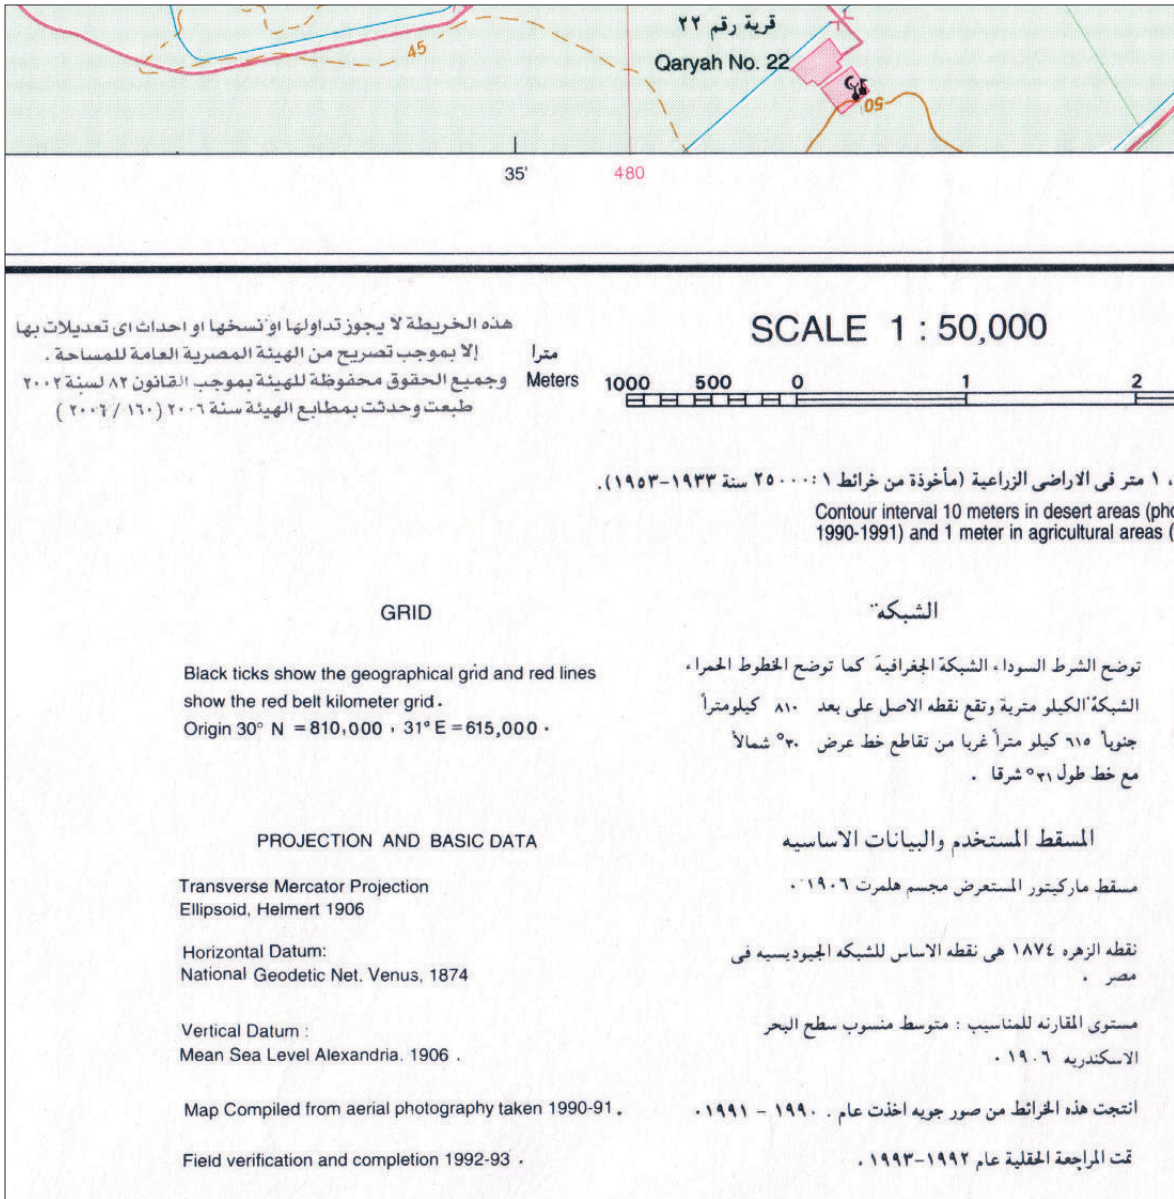 قرية رقم ٢٢
Qaryah No. 22
45
50
35'
480
هذه الخريطة لا يجوز تداولها او نسخها او احداث اى تعديلات بها
إلا بموجب تصريح من الهيئة المصرية العامة للمساحة .
وجميع الحقوق محفوظة للهيئة بموجب القانون ٨٢ لسنة ٢٠٠٢
طبعت وحدثت بمطابع الهيئة سنة ٢٠٠٦ ( ١٦٠ / ٢٠٠٦ )
SCALE 1 : 50,000
مترا
Meters
1000 500 0 1 2
، ١ متر فى الاراضى الزراعية (مأخوذة من خرائط ١ : ٢٥٠٠٠ سنة ١٩٣٣-١٩٥٣).
Contour interval 10 meters in desert areas (pho
1990-1991) and 1 meter in agricultural areas (
GRID
Black ticks show the geographical grid and red lines
show the red belt kilometer grid .
Origin 30° N = 810,000 , 31° E = 615,000 .
الشبكة
توضح الشرط السوداء الشبكة الجغرافية كما توضح الخطوط الحمراء
الشبكة الكيلو مترية وتقع نقطه الاصل على بعد ٨١٠ كيلومتراً
جنوباً ٦١٥ كيلو متراً غربا من تقاطع خط عرض ٣٠° شمالاً
مع خط طول ٣١° شرقا .
PROJECTION AND BASIC DATA
Transverse Mercator Projection
Ellipsoid, Helmert 1906
Horizontal Datum:
National Geodetic Net. Venus, 1874
Vertical Datum :
Mean Sea Level Alexandria. 1906 .
Map Compiled from aerial photography taken 1990-91 .
Field verification and completion 1992-93 .
المسقط المستخدم والبيانات الاساسيه
مسقط ماركيتور المستعرض مجسم هلمرت ١٩٠٦ .
نقطه الزهره ١٨٧٤ هى نقطه الاساس للشبكه الجيوديسيه فى
مصر .
مستوى المقارنه للمناسيب : متوسط منسوب سطح البحر
الاسكندريه ١٩٠٦ .
انتجت هذه الخرائط من صور جويه اخذت عام . ١٩٩٠ - ١٩٩١ .
تمت المراجعة الحقلية عام ١٩٩٢-١٩٩٣ .